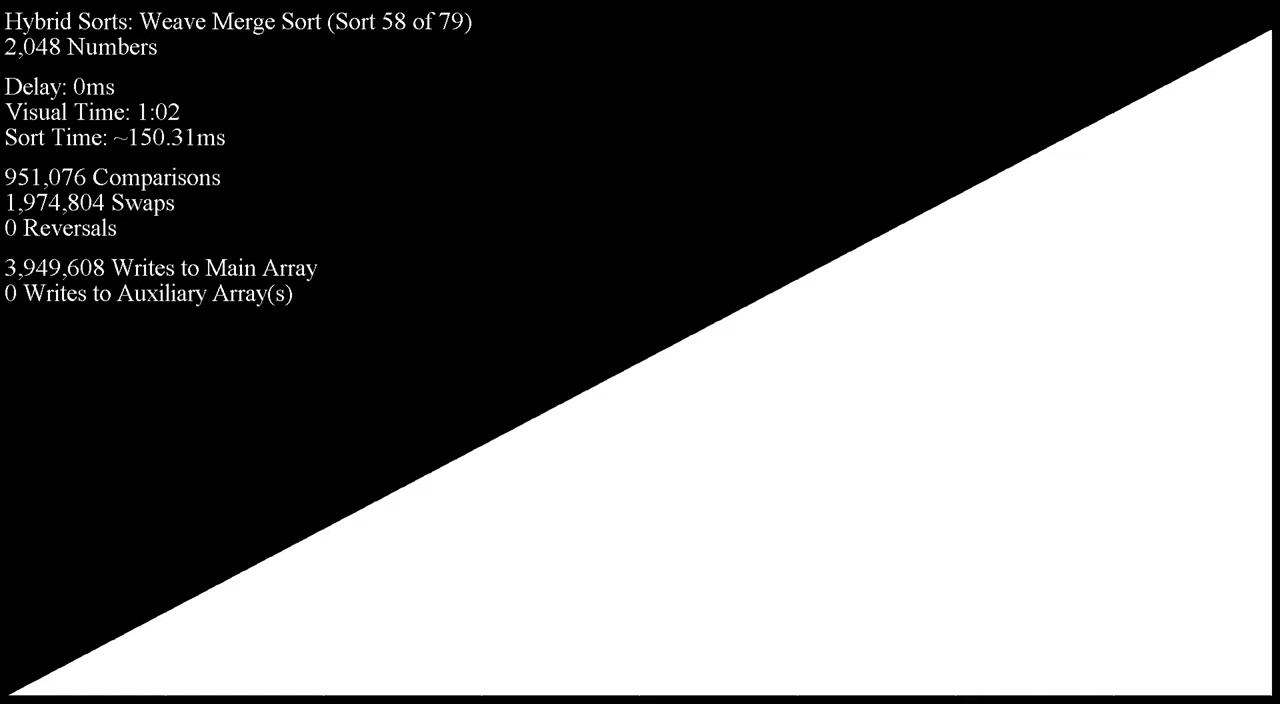 Hybrid Sorts: Weave Merge Sort (Sort 58 of 79)
2,048 Numbers
Delay: 0ms
Visual Time: 1:02
Sort Time: ~150.31ms
951,076 Comparisons
1,974,804 Swaps
0 Reversals
3,949,608 Writes to Main Array
0 Writes to Auxiliary Array(s)